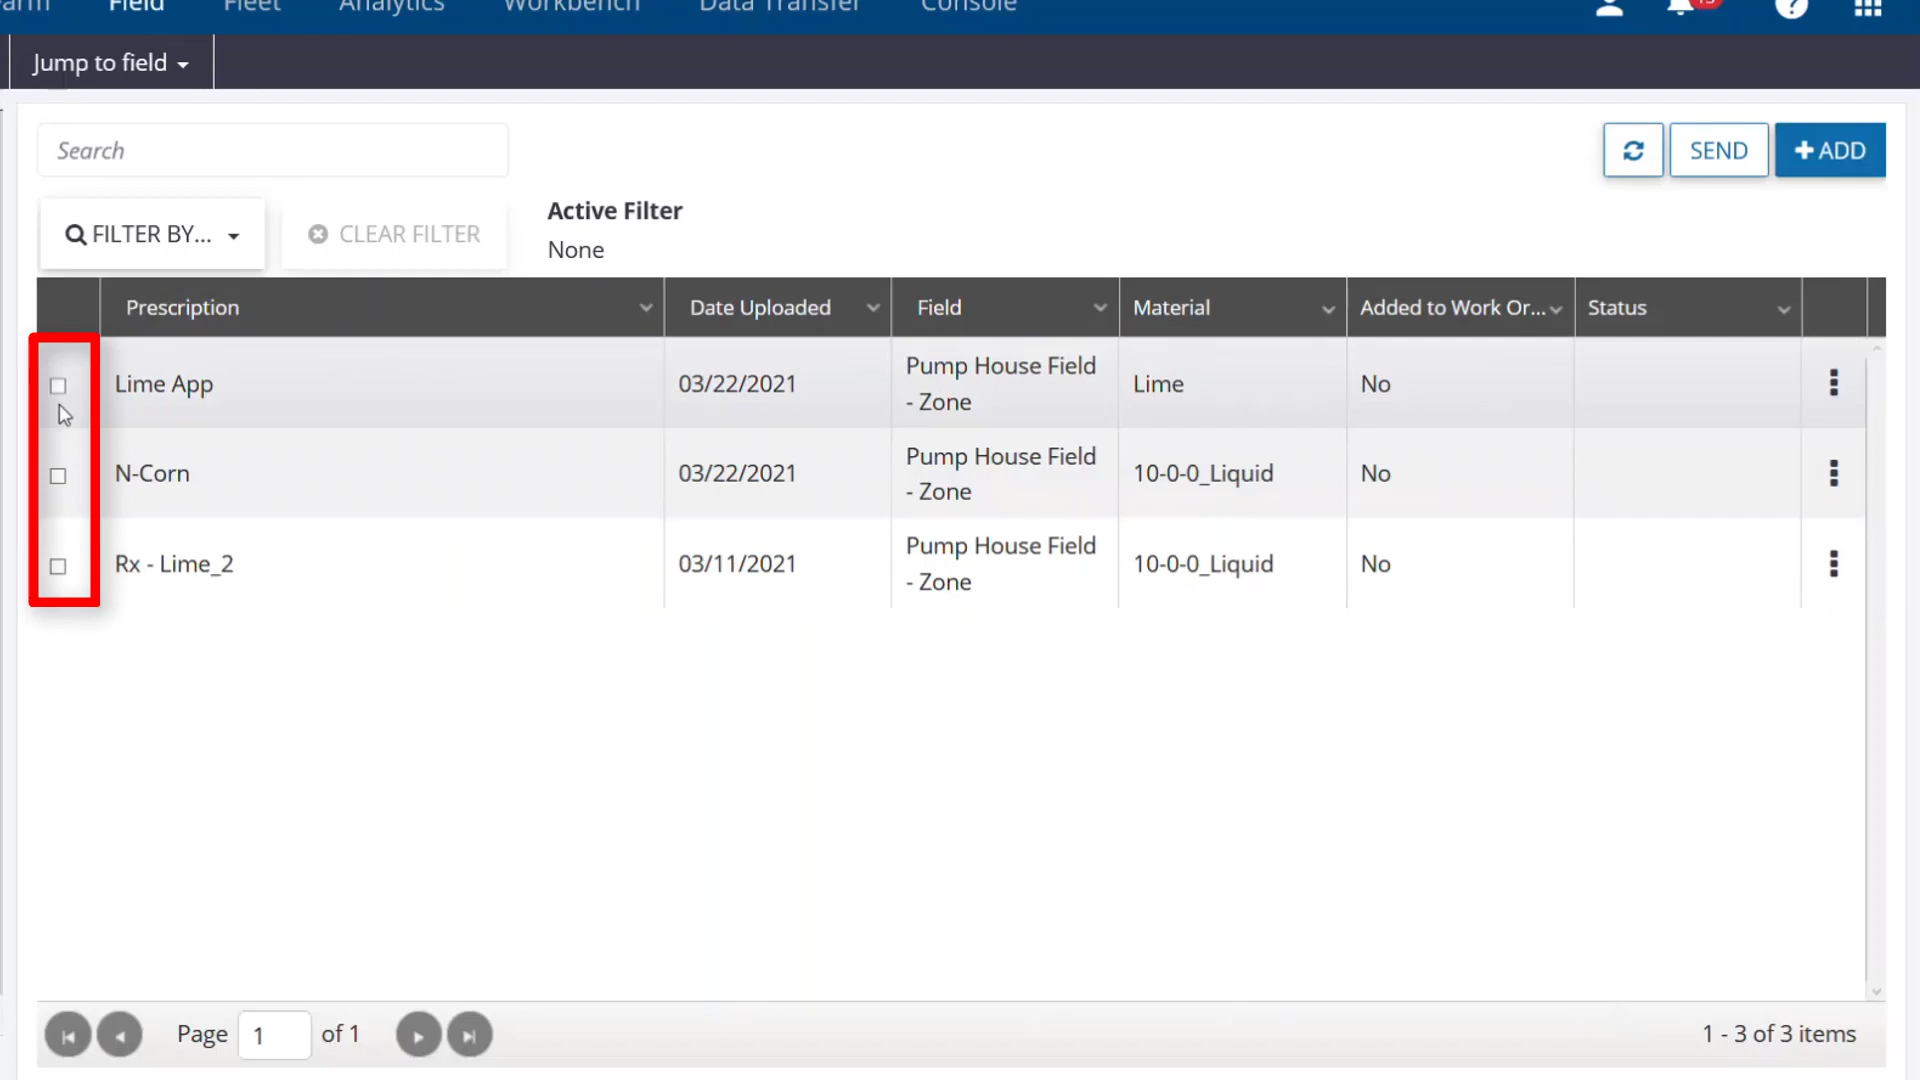 Field Fleet Analytics Workbench Data Transfer Console
Jump to field
Search
SEND
ADD
FILTER BY...
CLEAR FILTER
Active Filter
None
Prescription Date Uploaded Field Material Added to Work Or... Status
Lime App 03/22/2021 Pump House Field - Zone Lime No
N-Corn 03/22/2021 Pump House Field - Zone 10-0-0_Liquid No
Rx - Lime_2 03/11/2021 Pump House Field - Zone 10-0-0_Liquid No
Page 1 of 1
1 - 3 of 3 items